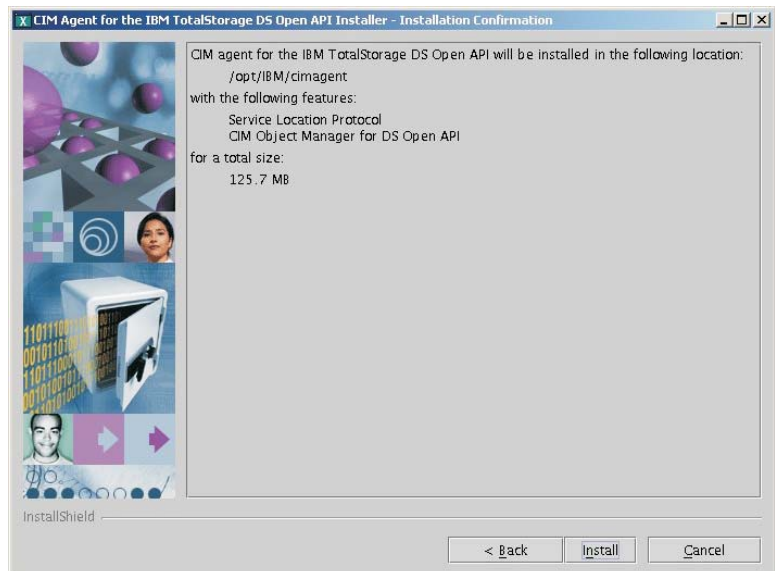 CIM Agent for the IBM TotalStorage DS Open API Installer - Installation Confirmation
CIM agent for the IBM TotalStorage DS Open API will be installed in the following location:
/opt/IBM/cimagent
with the following features:
Service Location Protocol
CIM Object Manager for DS Open API
for a total size:
125.7 MB
InstallShield
< Back
Install
Cancel